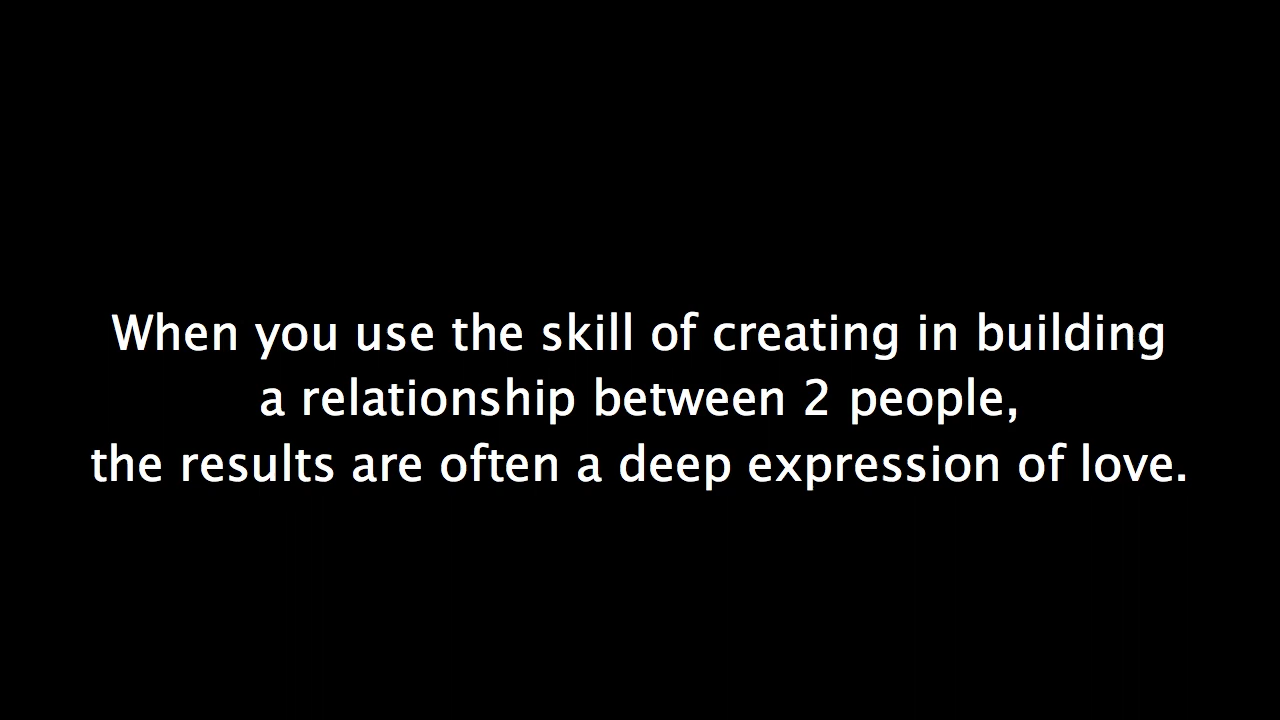 When you use the skill of creating in building
a relationship between 2 people,
the results are often a deep expression of love.